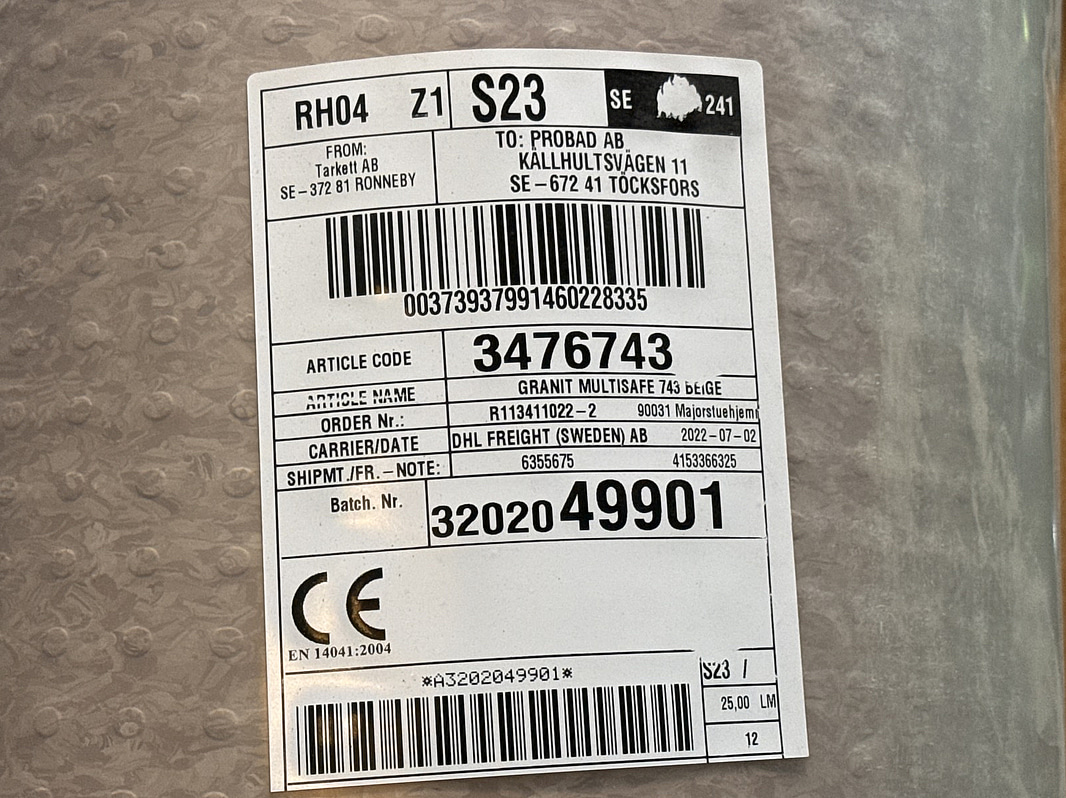 RH04 Z1 S23 SE 241
FROM:
Tarkett AB
SE-372 81 RONNEBY
TO: PROBAD AB
KÄLLHULTSVÄGEN 11
SE-672 41 TÖCKSFORS
00373937991460228335
ARTICLE CODE 3476743
ARTICLE NAME GRANIT MULTISAFE 743 BEIGE
ORDER Nr.: R113411022-2 90031 Majorstuehjem
CARRIER/DATE DHL FREIGHT (SWEDEN) AB 2022-07-02
SHIPMT./FR.-NOTE: 6355675 4153366325
Batch. Nr. 3202049901
CE
EN 14041:2004
*A3202049901*
S23 /
25,00 LM
12